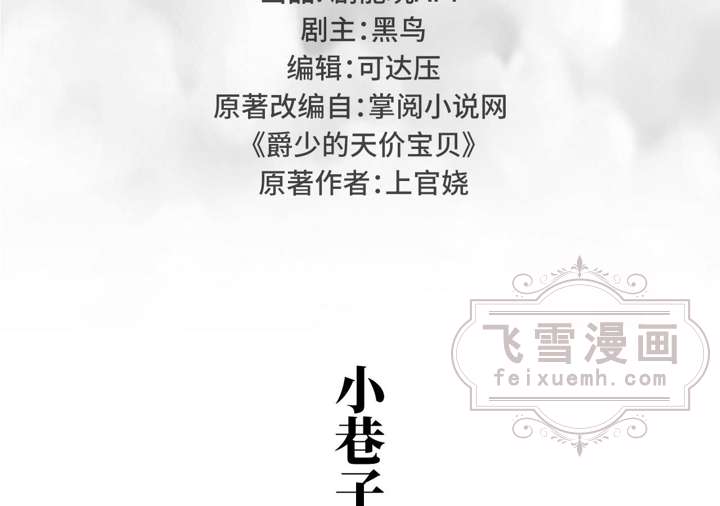 剧主：黑鸟
编辑：可达压
原著改编自：掌阅小说网
《爵少的天价宝贝》
原著作者：上官娆
飞雪漫画
feixuemh.com
小巷子